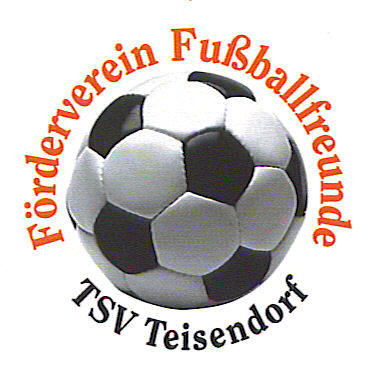 Förderverein Fußballfreunde
TSV Teisendorf